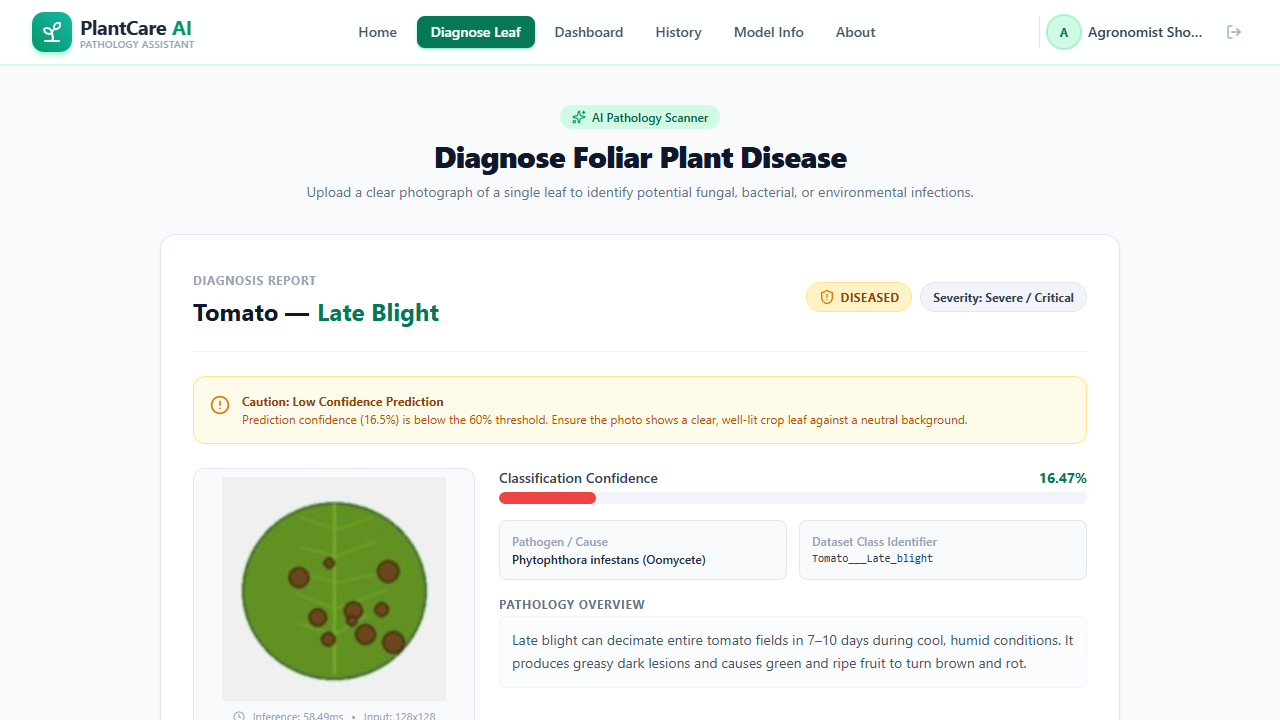 PlantCare AI
PATHOLOGY ASSISTANT
Home
Diagnose Leaf
Dashboard
History
Model Info
About
A
Agronomist Sho...
AI Pathology Scanner
Diagnose Foliar Plant Disease
Upload a clear photograph of a single leaf to identify potential fungal, bacterial, or environmental infections.
DIAGNOSIS REPORT
Tomato — Late Blight
DISEASED
Severity: Severe / Critical
Caution: Low Confidence Prediction
Prediction confidence (16.5%) is below the 60% threshold. Ensure the photo shows a clear, well-lit crop leaf against a neutral background.
Classification Confidence
16.47%
Pathogen / Cause
Phytophthora infestans (Oomycete)
Dataset Class Identifier
Tomato___Late_blight
PATHOLOGY OVERVIEW
Late blight can decimate entire tomato fields in 7–10 days during cool, humid conditions. It
produces greasy dark lesions and causes green and ripe fruit to turn brown and rot.
Inference: 58.49ms • Input: 128x128